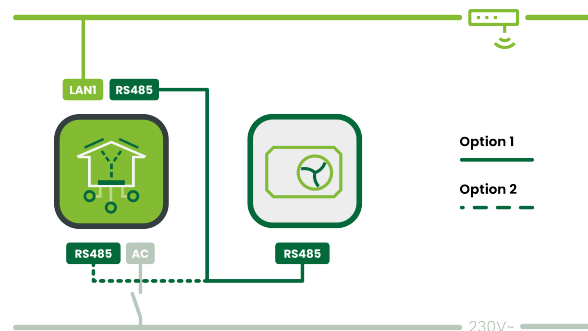 LAN1 RS485
Option 1
Option 2
RS485 AC RS485
230V~